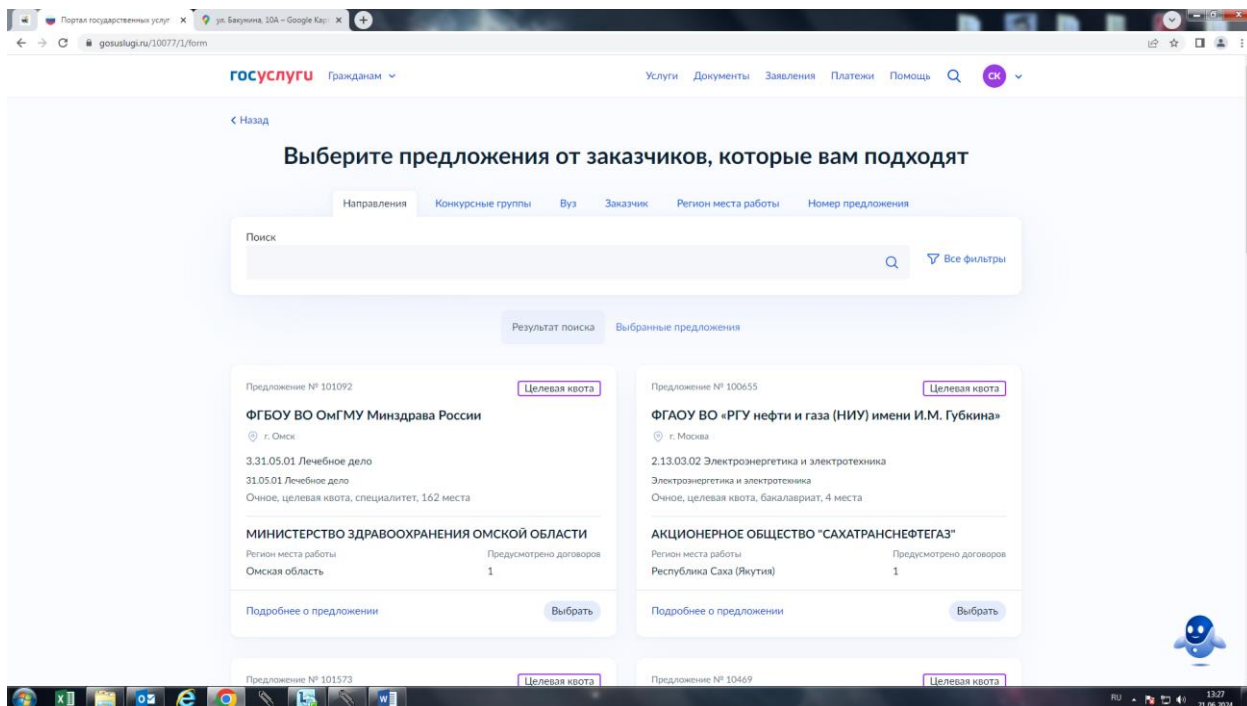 Портал государственных услуг
ул. Бакунина, 10А – Google Кар
gosuslugi.ru/10077/1/form
госуслуги Гражданам Услуги Документы Заявления Платежи Помощь СК
Назад
Выберите предложения от заказчиков, которые вам подходят
Направления Конкурсные группы Вуз Заказчик Регион места работы Номер предложения
Поиск
Все фильтры
Результат поиска Выбранные предложения
Предложение № 101092 Целевая квота
ФГБОУ ВО ОмГМУ Минздрава России
г. Омск
3.31.05.01 Лечебное дело
31.05.01 Лечебное дело
Очное, целевая квота, специалитет, 162 места
МИНИСТЕРСТВО ЗДРАВООХРАНЕНИЯ ОМСКОЙ ОБЛАСТИ
Регион места работы Предусмотрено договоров
Омская область 1
Подробнее о предложении Выбрать
Предложение № 100655 Целевая квота
ФГАОУ ВО «РГУ нефти и газа (НИУ) имени И.М. Губкина»
г. Москва
2.13.03.02 Электроэнергетика и электротехника
Электроэнергетика и электротехника
Очное, целевая квота, бакалавриат, 4 места
АКЦИОНЕРНОЕ ОБЩЕСТВО "САХАТРАНСНЕФТЕГАЗ"
Регион места работы Предусмотрено договоров
Республика Саха (Якутия) 1
Подробнее о предложении Выбрать
Предложение № 101573 Целевая квота
Предложение № 10469 Целевая квота
RU 13:27
21.06.2024